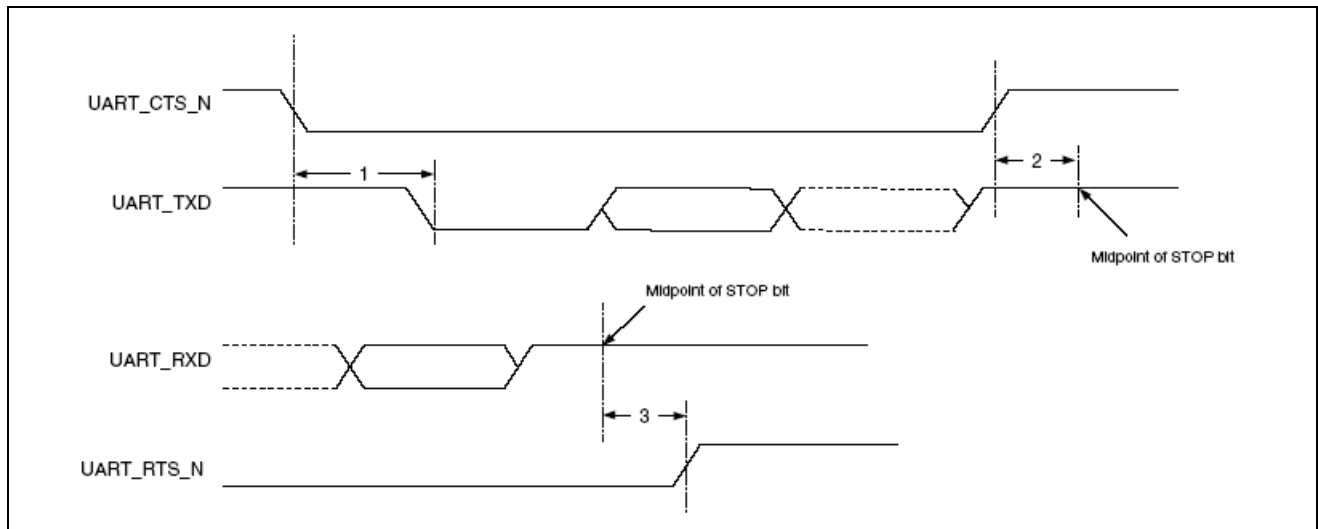 UART_CTS_N
1
2
UART_TXD
Midpoint of STOP bit
Midpoint of STOP bit
UART_RXD
3
UART_RTS_N